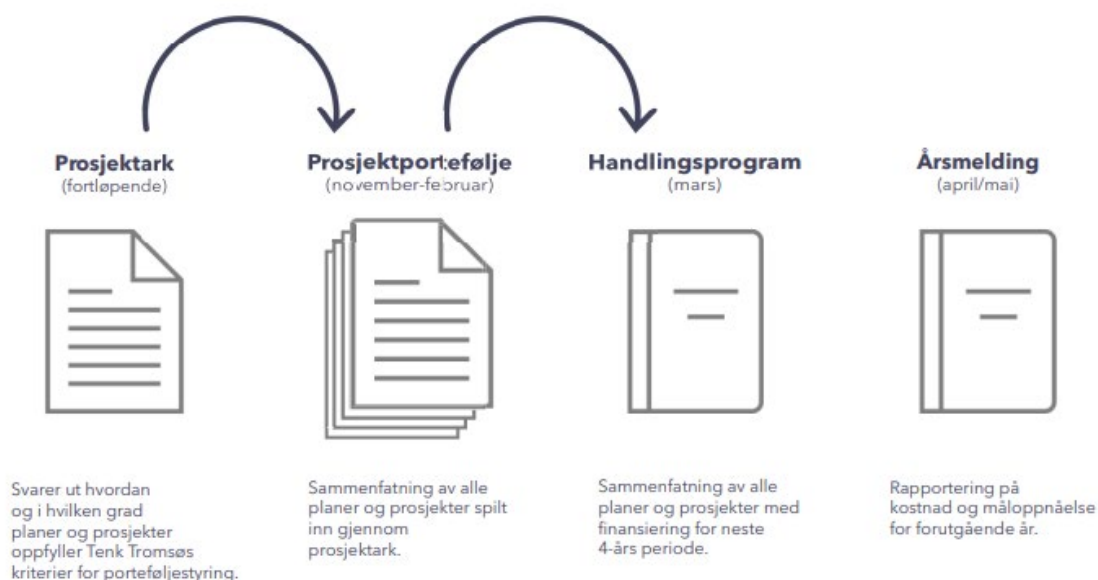 Prosjektark
(fortløpende)
Prosjektportefølje
(november-februar)
Handlingsprogram
(mars)
Årsmelding
(april/mai)
Svarer ut hvordan
og i hvilken grad
planer og prosjekter
oppfyller Tenk Tromsøs
kriterier for porteføljestyring.
Sammenfatning av alle
planer og prosjekter spilt
inn gjennom
prosjektark.
Sammenfatning av alle
planer og prosjekter med
finansiering for neste
4-års periode.
Rapportering på
kostnad og måloppnåelse
for forutgående år.